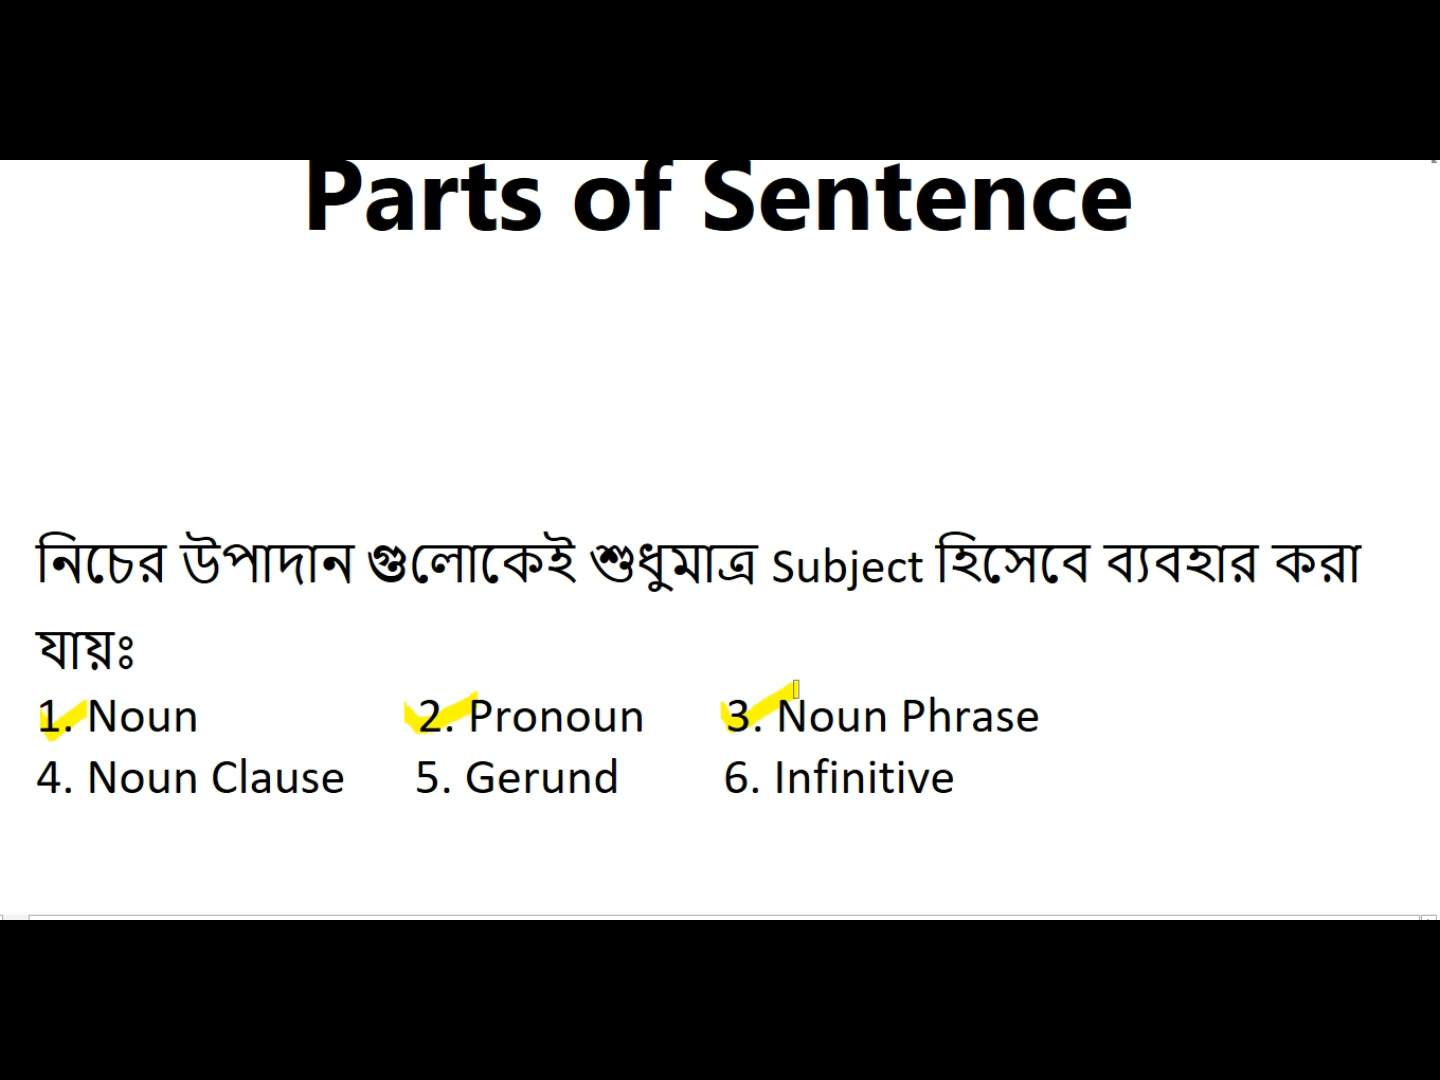 Parts of Sentence
নিচের উপাদান গুলোকেই শুধুমাত্র Subject হিসেবে ব্যবহার করা
যায়ঃ
1. Noun 2. Pronoun 3. Noun Phrase
4. Noun Clause 5. Gerund 6. Infinitive